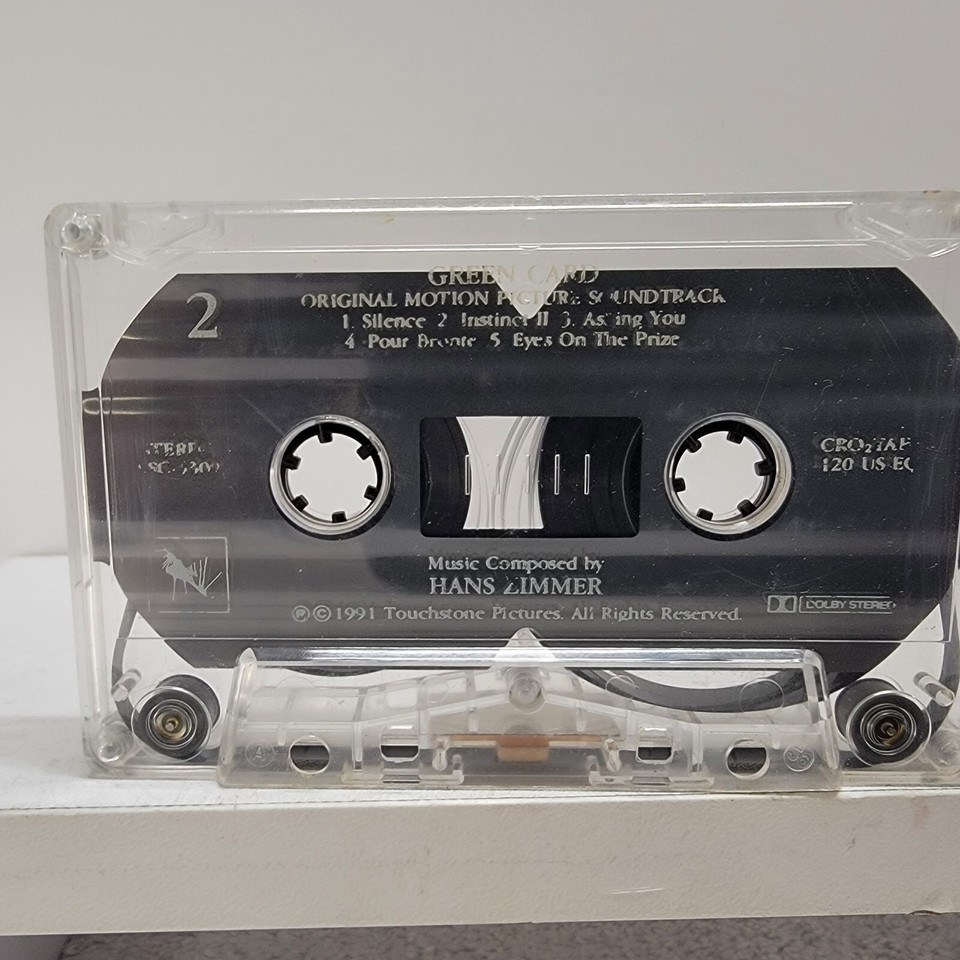 GREEN CARD
2
ORIGINAL MOTION PICTURE SOUNDTRACK
1. Silence 2. Instinct II 3. Asking You
4. Pour Bronte 5. Eyes On The Prize
STEREO
CRO₂ TAPE
120 US EQ
Music Composed by
HANS ZIMMER
℗©1991 Touchstone Pictures. All Rights Reserved.
DOLBY STEREO